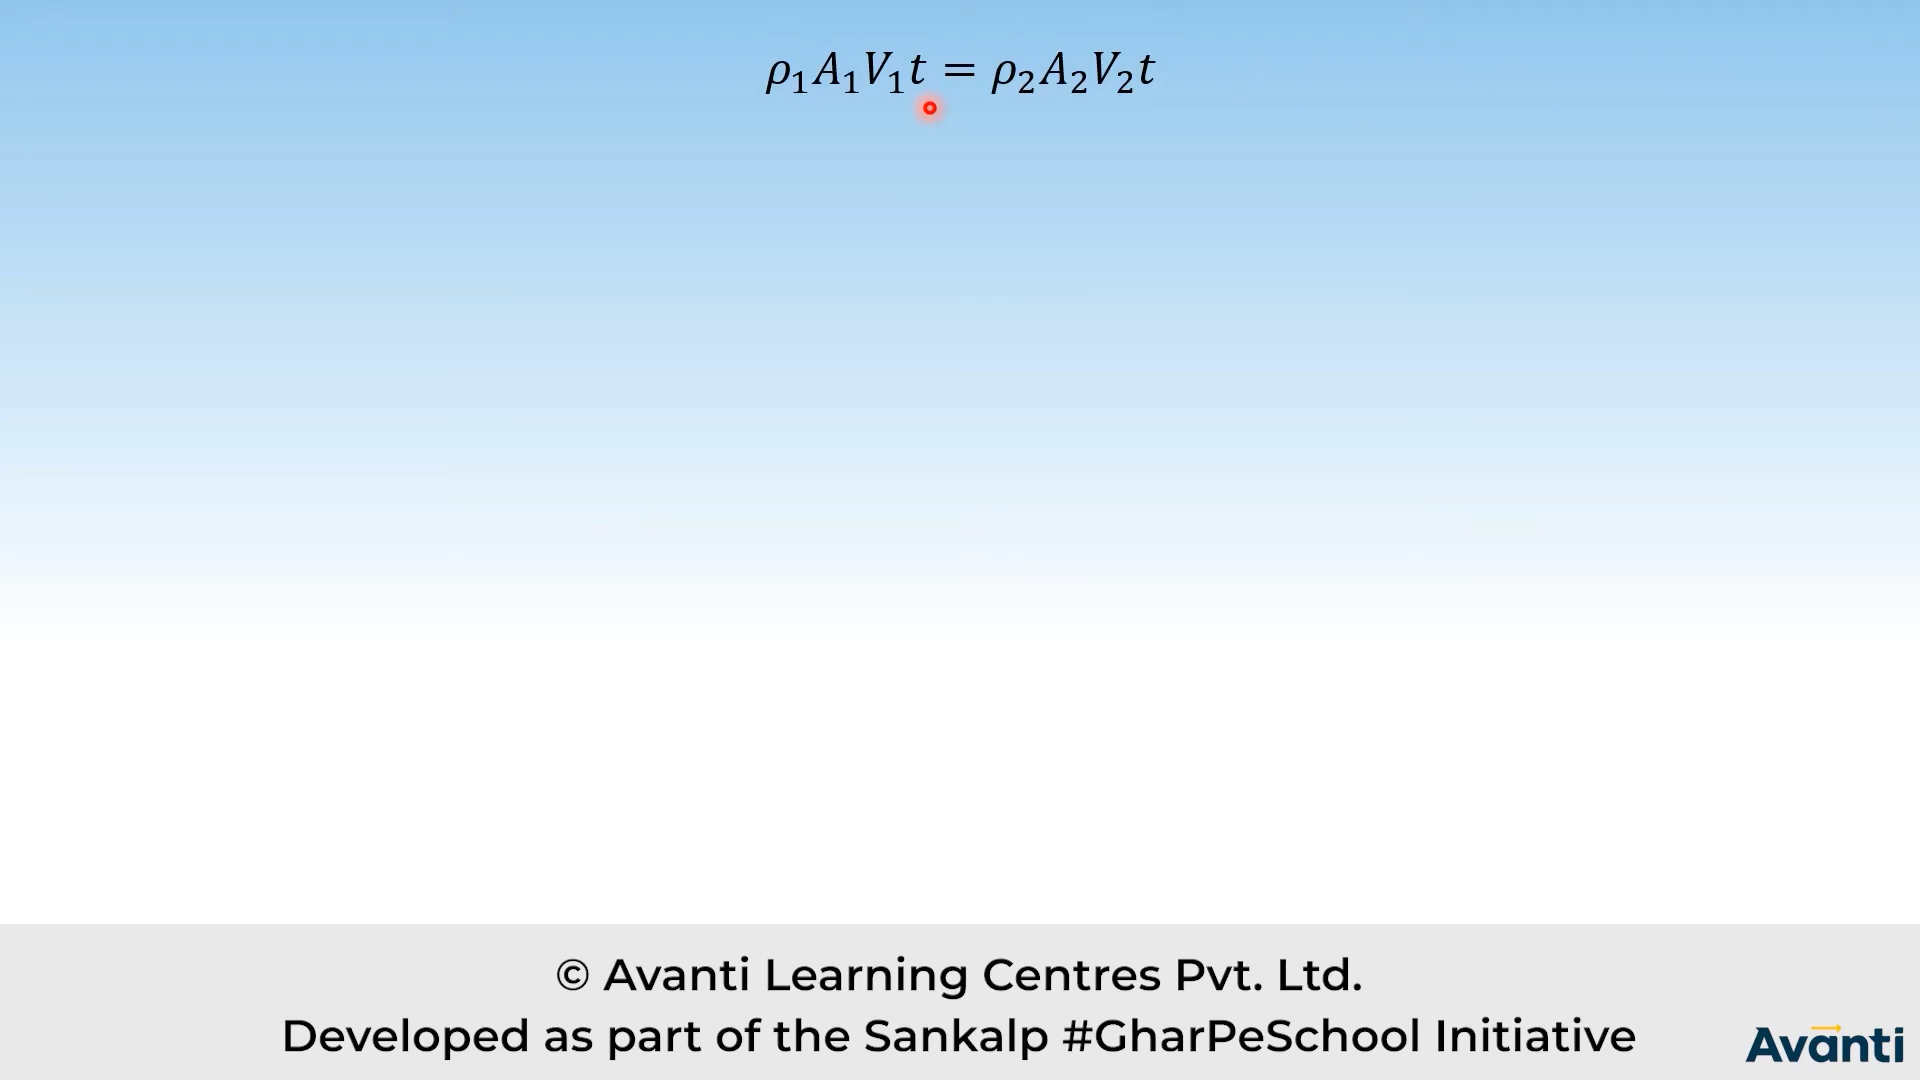 ρ₁A₁V₁t = ρ₂A₂V₂t
© Avanti Learning Centres Pvt. Ltd.
Developed as part of the Sankalp #GharPeSchool Initiative
Avanti